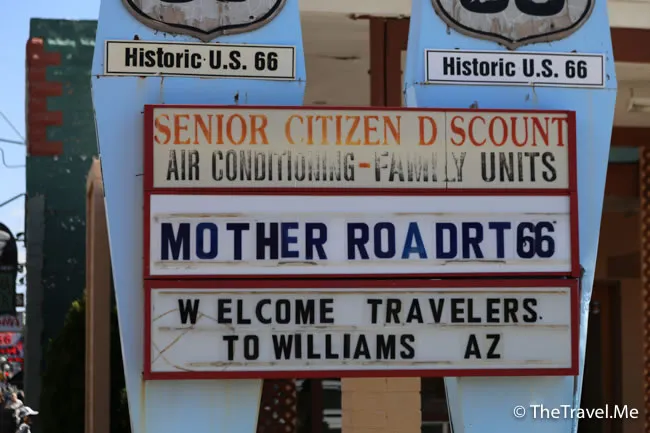 Historic U.S. 66
Historic U.S. 66
SENIOR CITIZEN D SCOUNT
AIR CONDITIONING-FAMILY UNITS
MOTHER ROADRT66
W ELCOME TRAVELERS.
TO WILLIAMS AZ
© TheTravel.Me